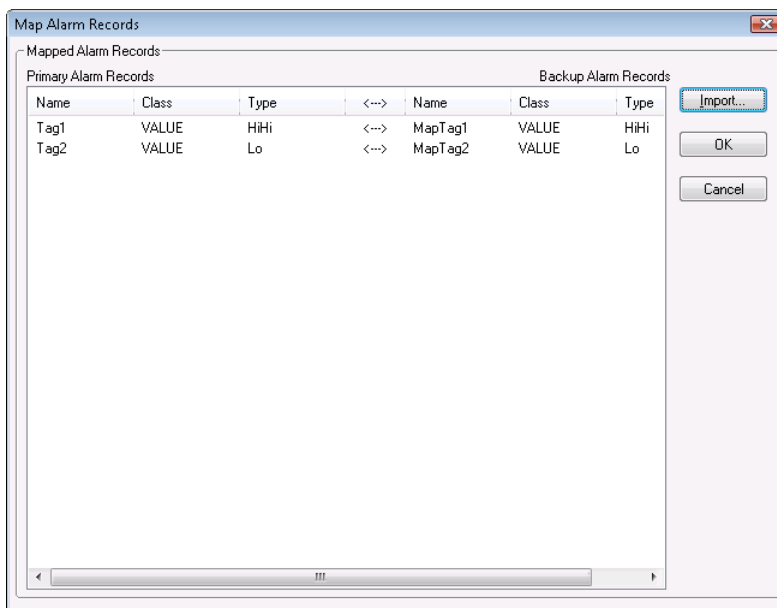 Map Alarm Records
Mapped Alarm Records
Primary Alarm Records Backup Alarm Records
Name Class Type <---> Name Class Type
Tag1 VALUE HiHi <---> MapTag1 VALUE HiHi
Tag2 VALUE Lo <---> MapTag2 VALUE Lo
Import...
OK
Cancel